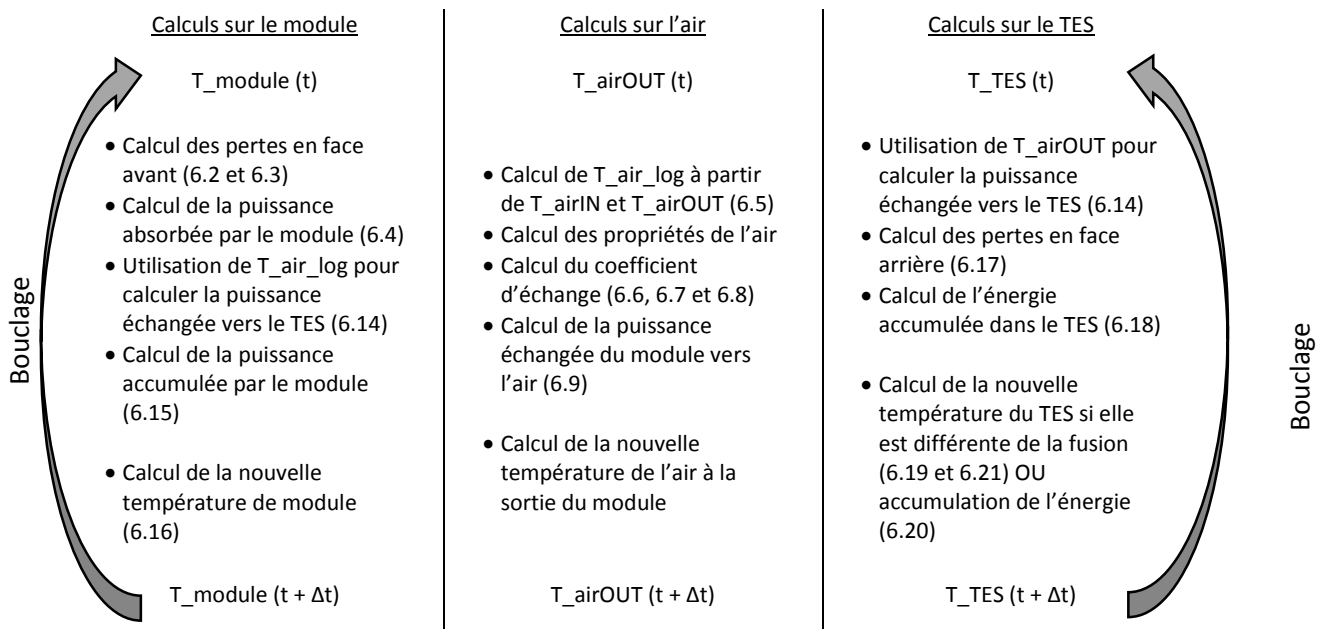 Calculs sur le module
T_module (t)
• Calcul des pertes en face
avant (6.2 et 6.3)
• Calcul de la puissance
absorbée par le module (6.4)
• Utilisation de T_air_log pour
calculer la puissance
échangée vers le TES (6.14)
• Calcul de la puissance
accumulée par le module
(6.15)
• Calcul de la nouvelle
température de module
(6.16)
T_module (t + Δt)
Bouclage
Calculs sur l’air
T_airOUT (t)
• Calcul de T_air_log à partir
de T_airIN et T_airOUT (6.5)
• Calcul des propriétés de l’air
• Calcul du coefficient
d’échange (6.6, 6.7 et 6.8)
• Calcul de la puissance
échangée du module vers
l’air (6.9)
• Calcul de la nouvelle
température de l’air à la
sortie du module
T_airOUT (t + Δt)
Calculs sur le TES
T_TES (t)
• Utilisation de T_airOUT pour
calculer la puissance
échangée vers le TES (6.14)
• Calcul des pertes en face
arrière (6.17)
• Calcul de l’énergie
accumulée dans le TES (6.18)
• Calcul de la nouvelle
température du TES si elle
est différente de la fusion
(6.19 et 6.21) OU
accumulation de l’énergie
(6.20)
T_TES (t + Δt)
Bouclage